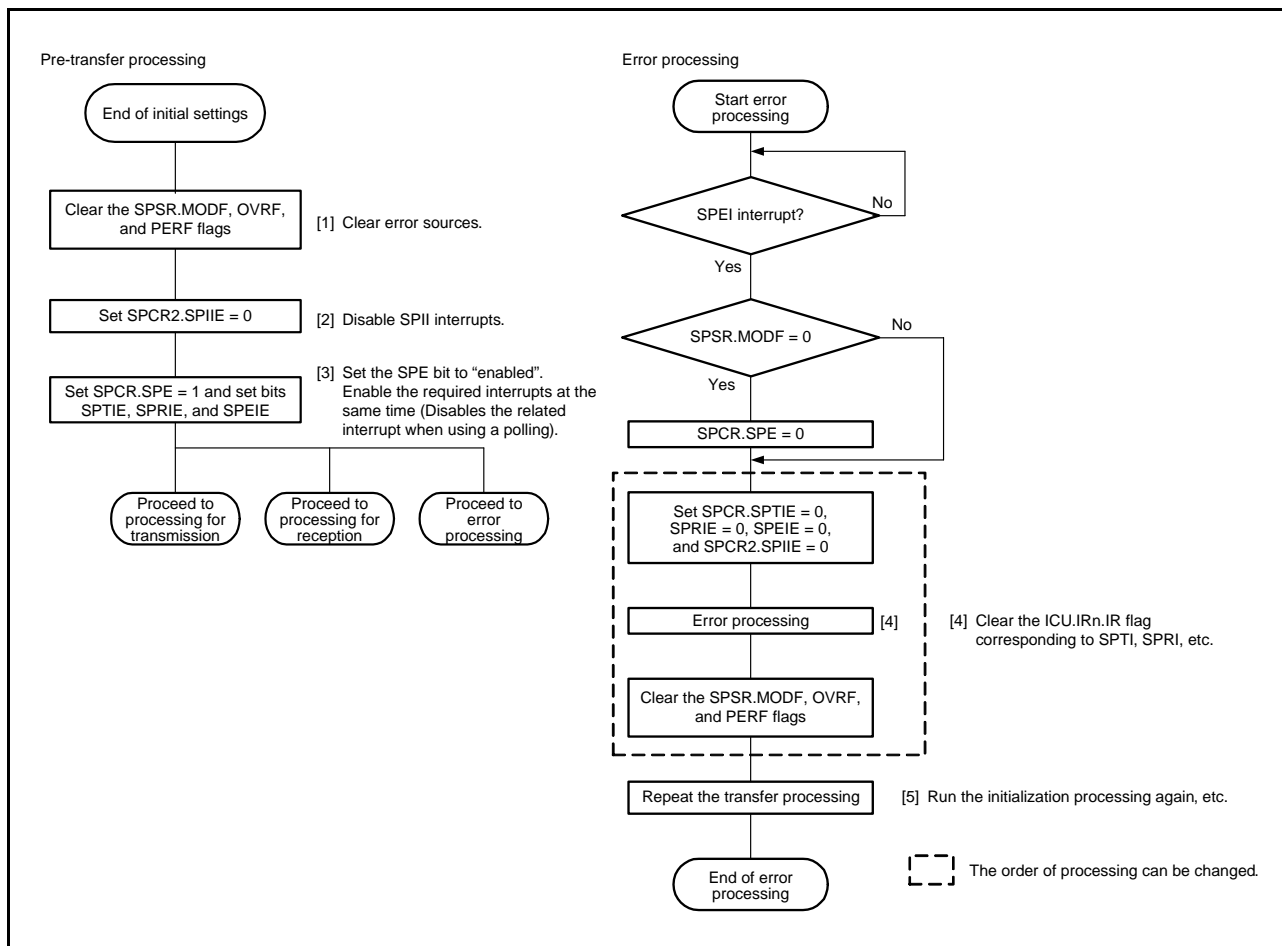 Pre-transfer processing
End of initial settings
Clear the SPSR.MODF, OVRF,
and PERF flags
[1] Clear error sources.
Set SPCR2.SPIIE = 0
[2] Disable SPII interrupts.
Set SPCR.SPE = 1 and set bits
SPTIE, SPRIE, and SPEIE
[3] Set the SPE bit to “enabled”.
Enable the required interrupts at the
same time (Disables the related
interrupt when using a polling).
Proceed to
processing for
transmission
Proceed to
processing for
reception
Proceed to
error
processing
Error processing
Start error
processing
SPEI interrupt?
No
Yes
SPSR.MODF = 0
No
Yes
SPCR.SPE = 0
Set SPCR.SPTIE = 0,
SPRIE = 0, SPEIE = 0,
and SPCR2.SPIIE = 0
Error processing
[4]
[4] Clear the ICU.IRn.IR flag
corresponding to SPTI, SPRI, etc.
Clear the SPSR.MODF, OVRF,
and PERF flags
Repeat the transfer processing
[5] Run the initialization processing again, etc.
End of error
processing
The order of processing can be changed.